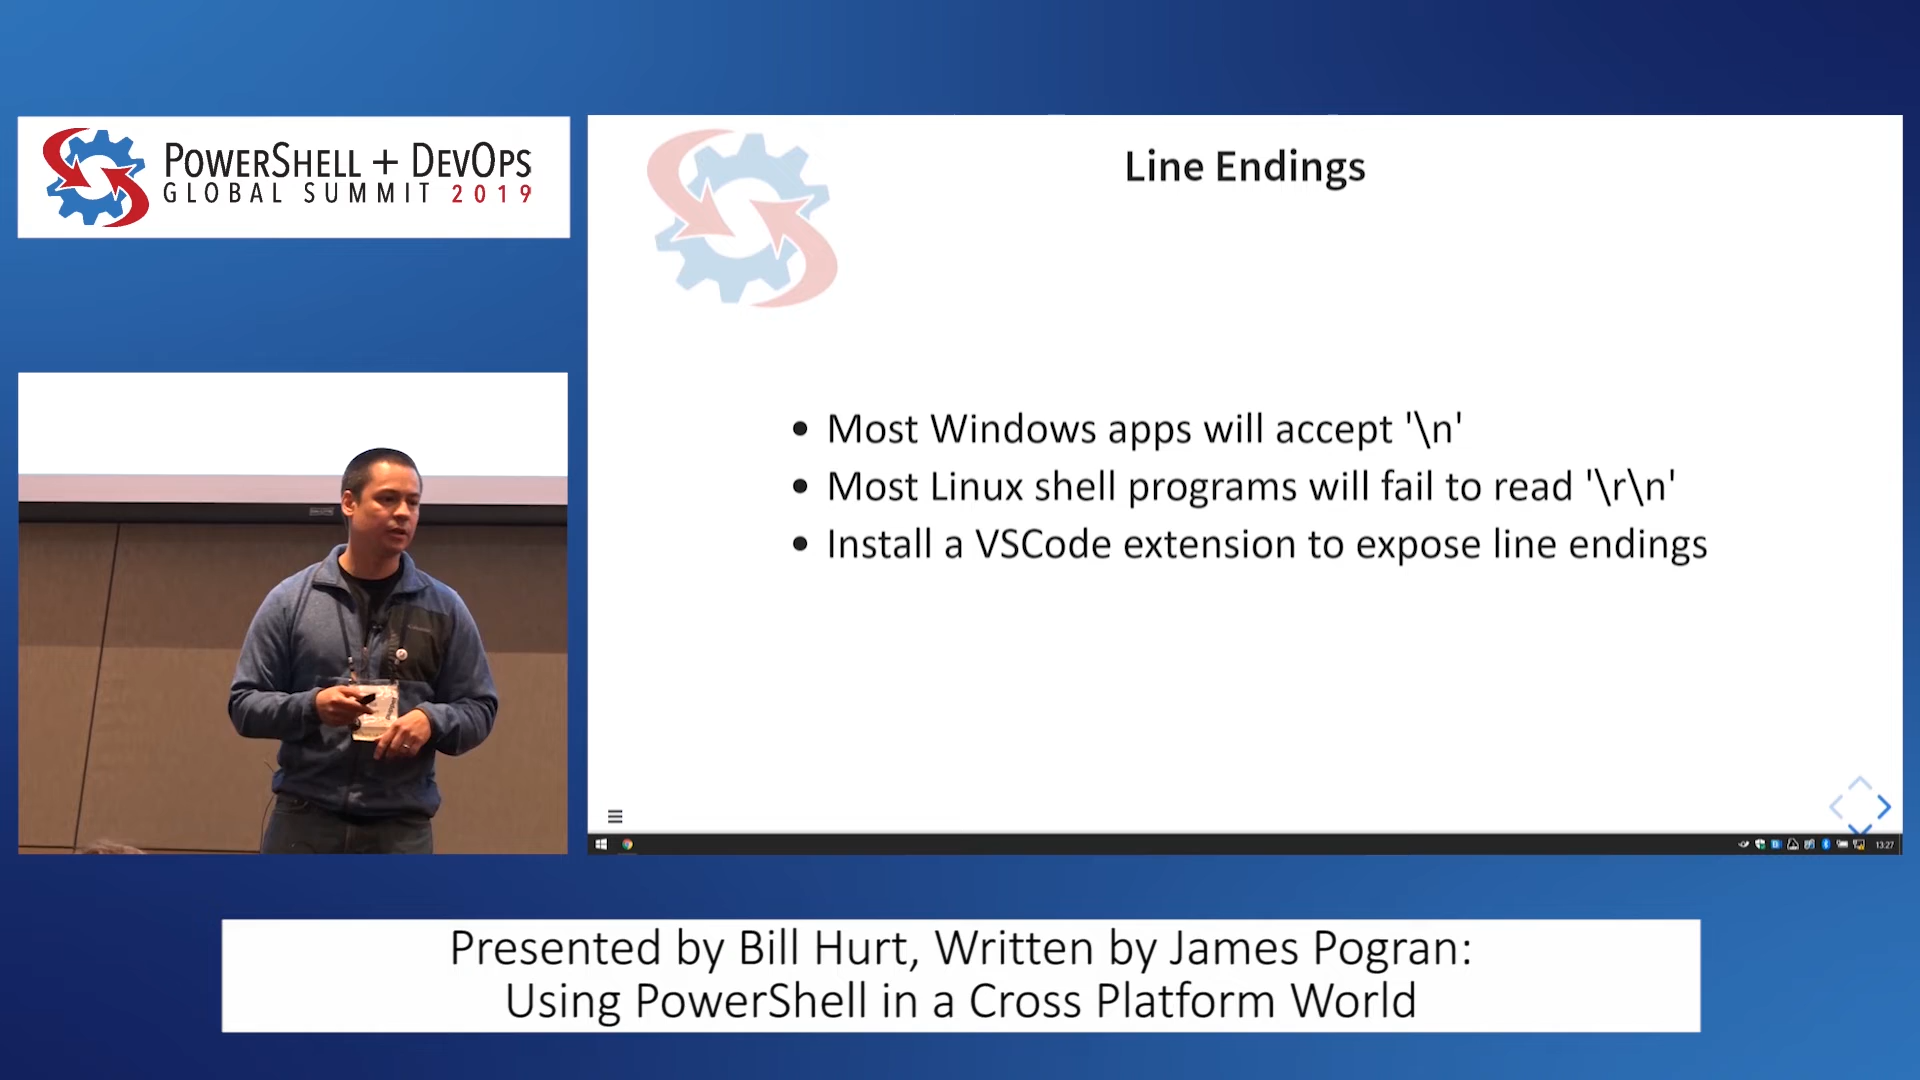 POWERSHELL + DEVOPS
GLOBAL SUMMIT 2019
Line Endings
• Most Windows apps will accept '\n'
• Most Linux shell programs will fail to read '\r\n'
• Install a VSCode extension to expose line endings
13:27
Presented by Bill Hurt, Written by James Pogran:
Using PowerShell in a Cross Platform World